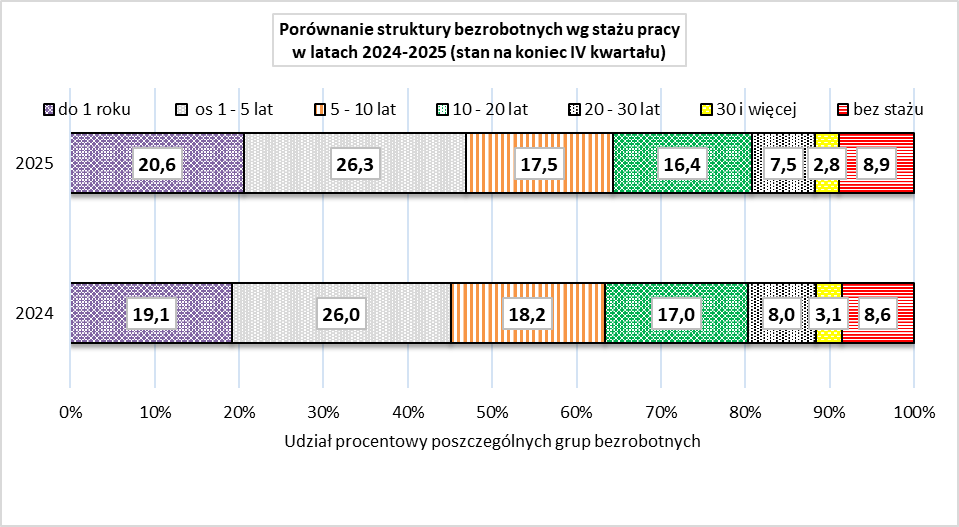 Porównanie struktury bezrobotnych wg stażu pracy
w latach 2024-2025 (stan na koniec IV kwartału)
do 1 roku os 1 - 5 lat 5 - 10 lat 10 - 20 lat 20 - 30 lat 30 i więcej bez stażu
2025 20,6 26,3 17,5 16,4 7,5 2,8 8,9
2024 19,1 26,0 18,2 17,0 8,0 3,1 8,6
0% 10% 20% 30% 40% 50% 60% 70% 80% 90% 100%
Udział procentowy poszczególnych grup bezrobotnych